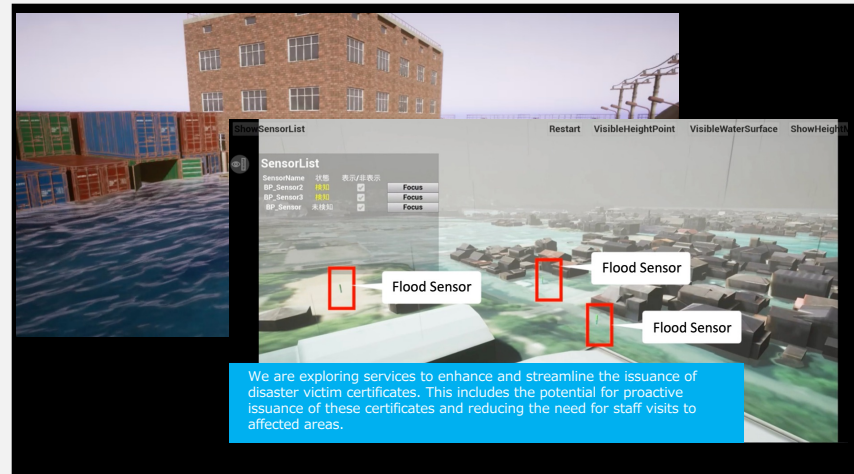 ShowSensorList
Restart VisibleHeightPoint VisibleWaterSurface ShowHeight
SensorList
SensorName 状態 表示/非表示
BP_Sensor2 検知 Focus
BP_Sensor3 検知 Focus
BP_Sensor 未検知 Focus
Flood Sensor
Flood Sensor
Flood Sensor
We are exploring services to enhance and streamline the issuance of
disaster victim certificates. This includes the potential for proactive
issuance of these certificates and reducing the need for staff visits to
affected areas.